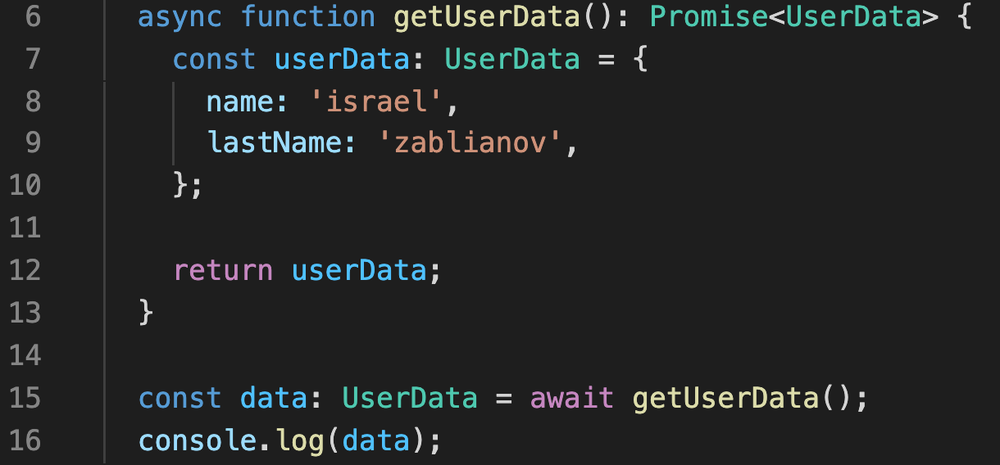 6 async function getUserData(): Promise<UserData> {
7 const userData: UserData = {
8 name: 'israel',
9 lastName: 'zablianov',
10 };
11
12 return userData;
13 }
14
15 const data: UserData = await getUserData();
16 console.log(data);